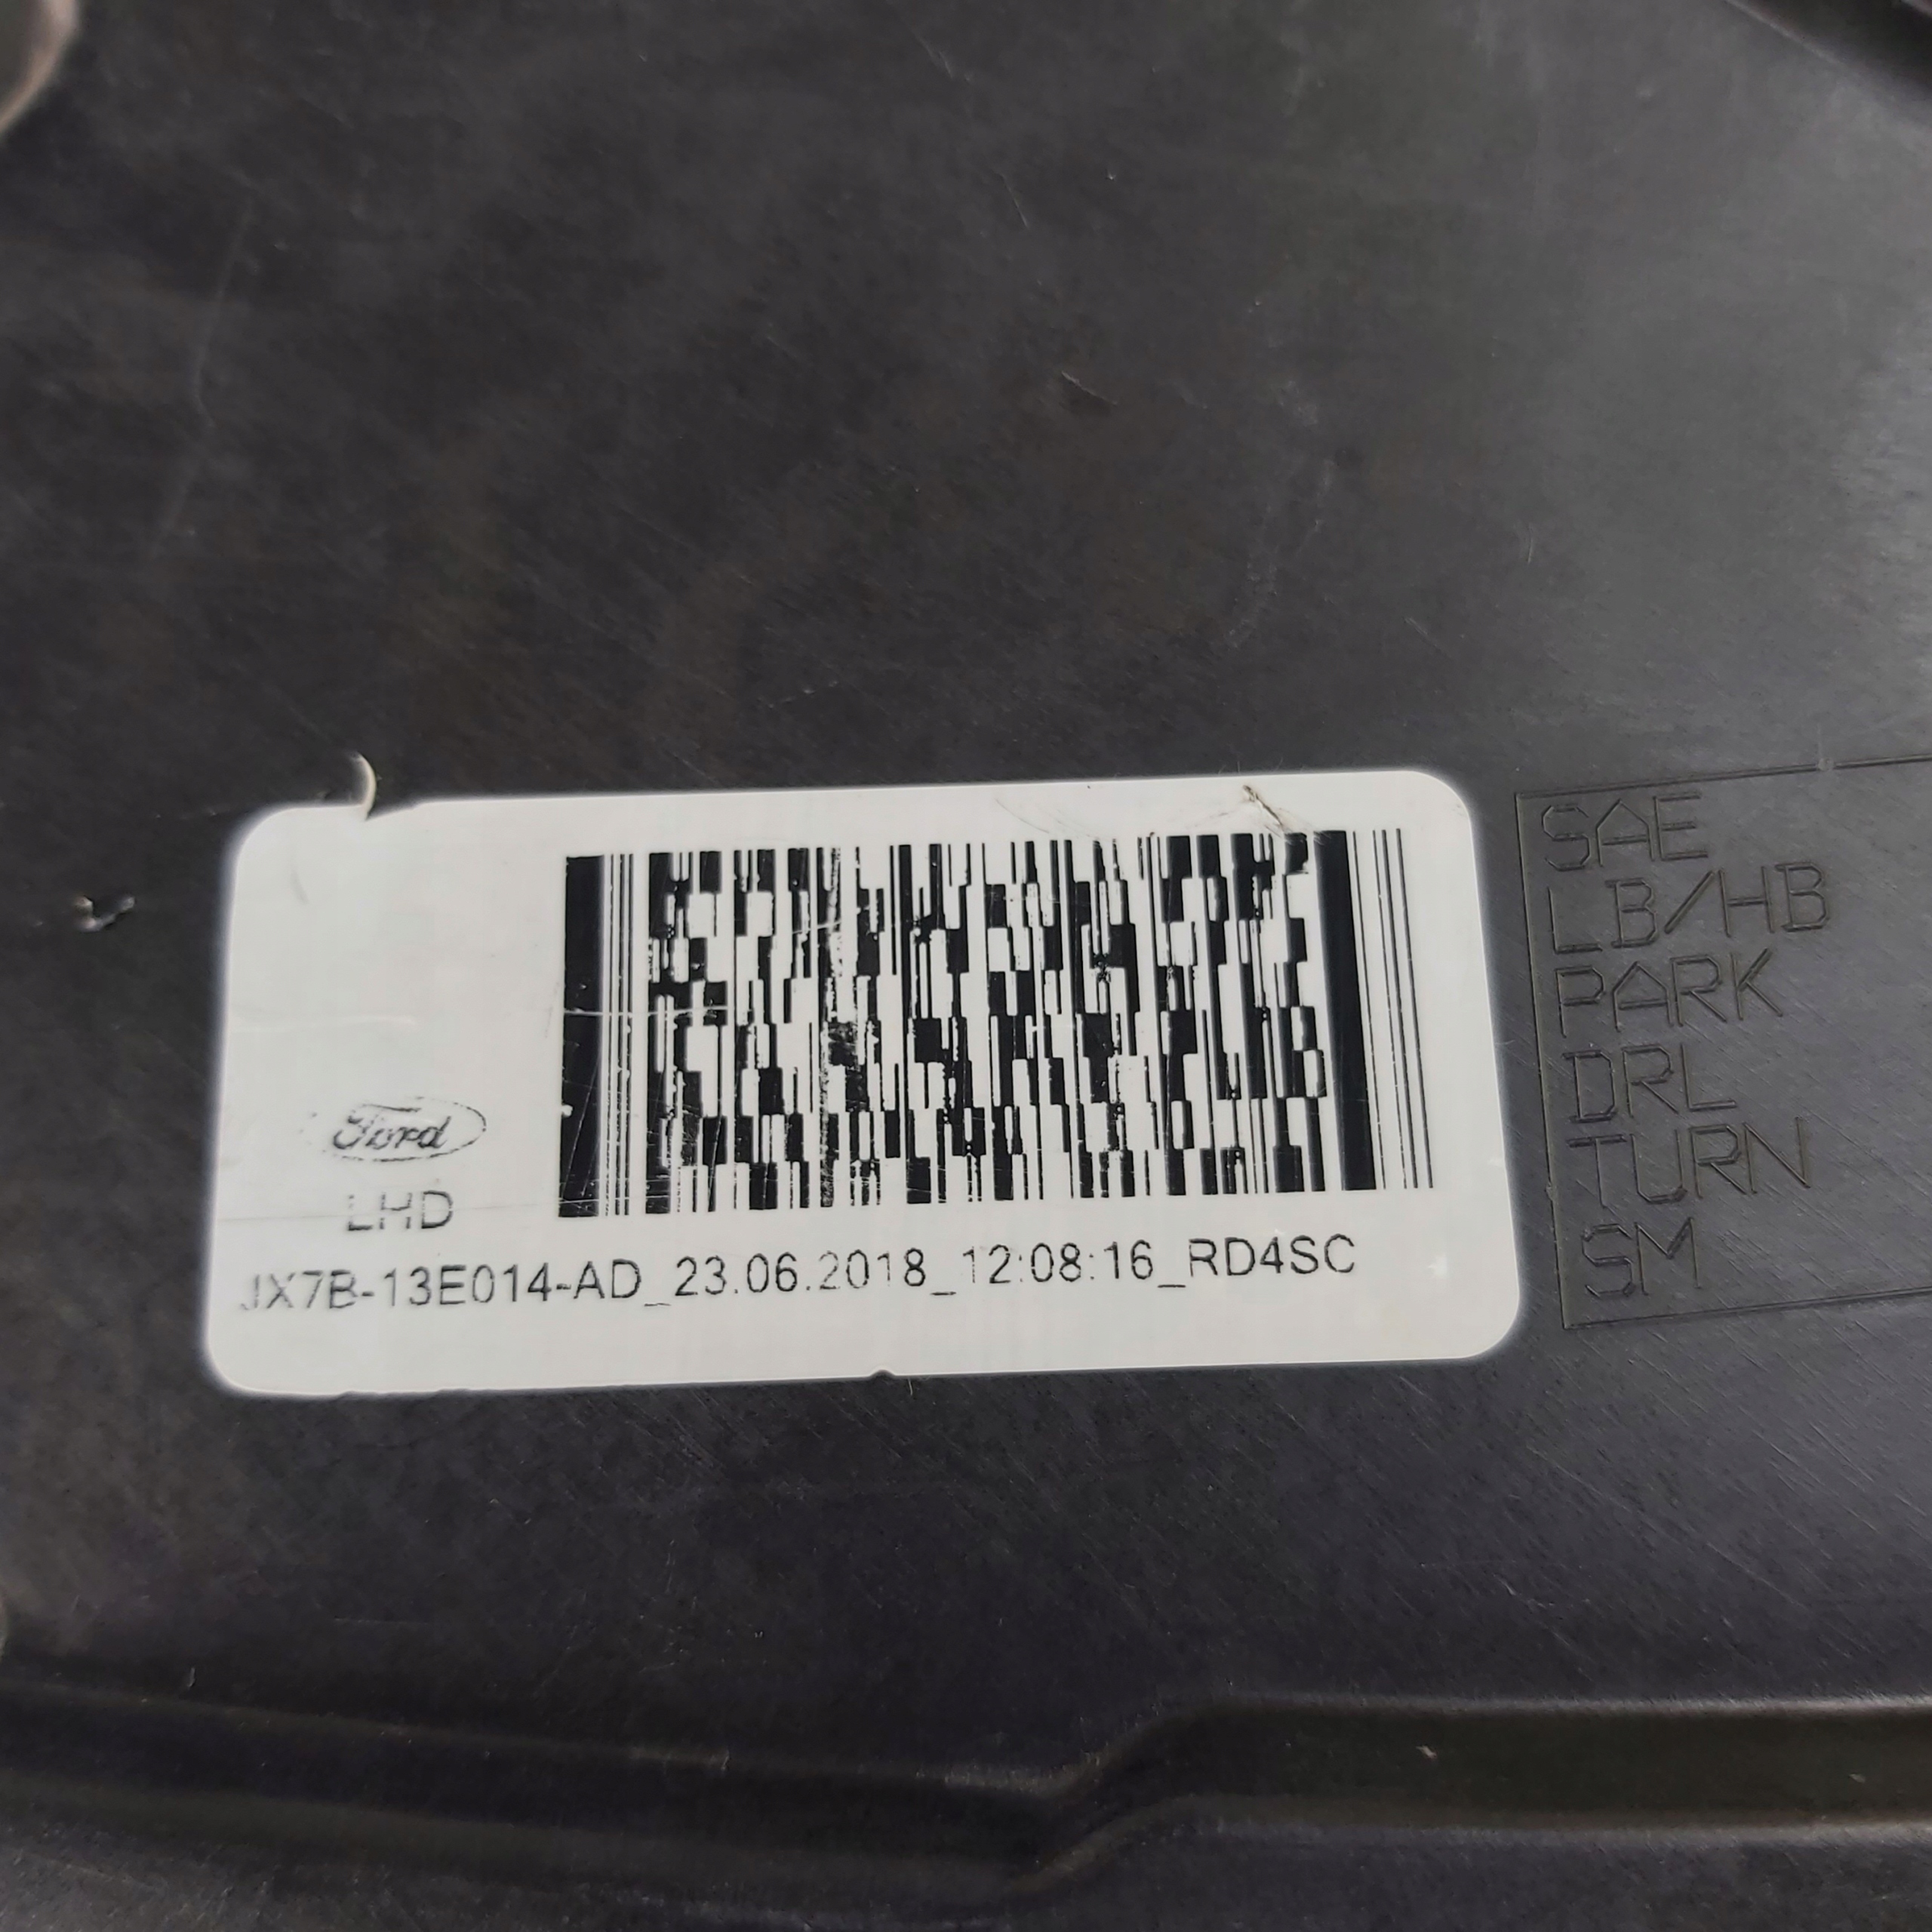 Ford
LHD
JX7B-13E014-AD_23.06.2018_12:08:16_RD4SC
SAE
LB/HB
PARK
DRL
TURN
SM